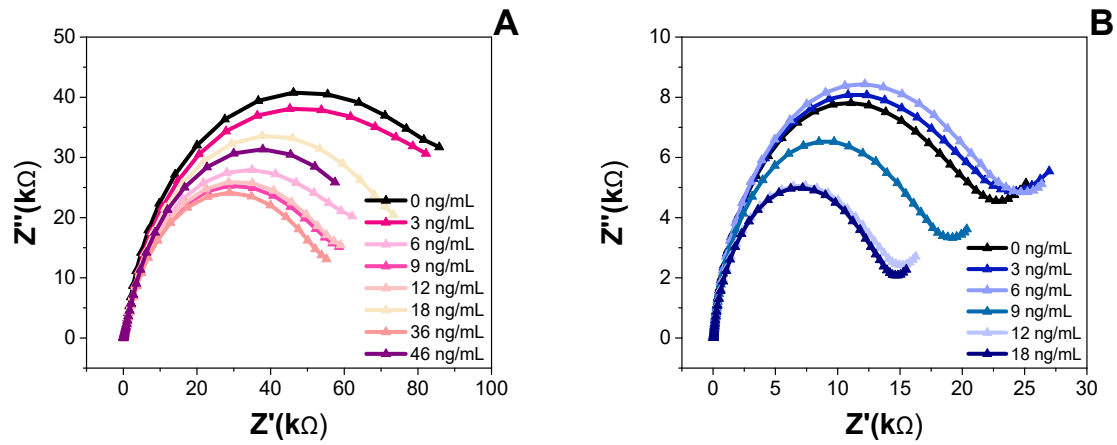 A
50
40
30
20
10
0
Z''(kΩ)
0 ng/mL
3 ng/mL
6 ng/mL
9 ng/mL
12 ng/mL
18 ng/mL
36 ng/mL
46 ng/mL
0 20 40 60 80 100
Z'(kΩ)
B
10
8
6
4
2
0
Z''(kΩ)
0 ng/mL
3 ng/mL
6 ng/mL
9 ng/mL
12 ng/mL
18 ng/mL
0 5 10 15 20 25 30
Z'(kΩ)